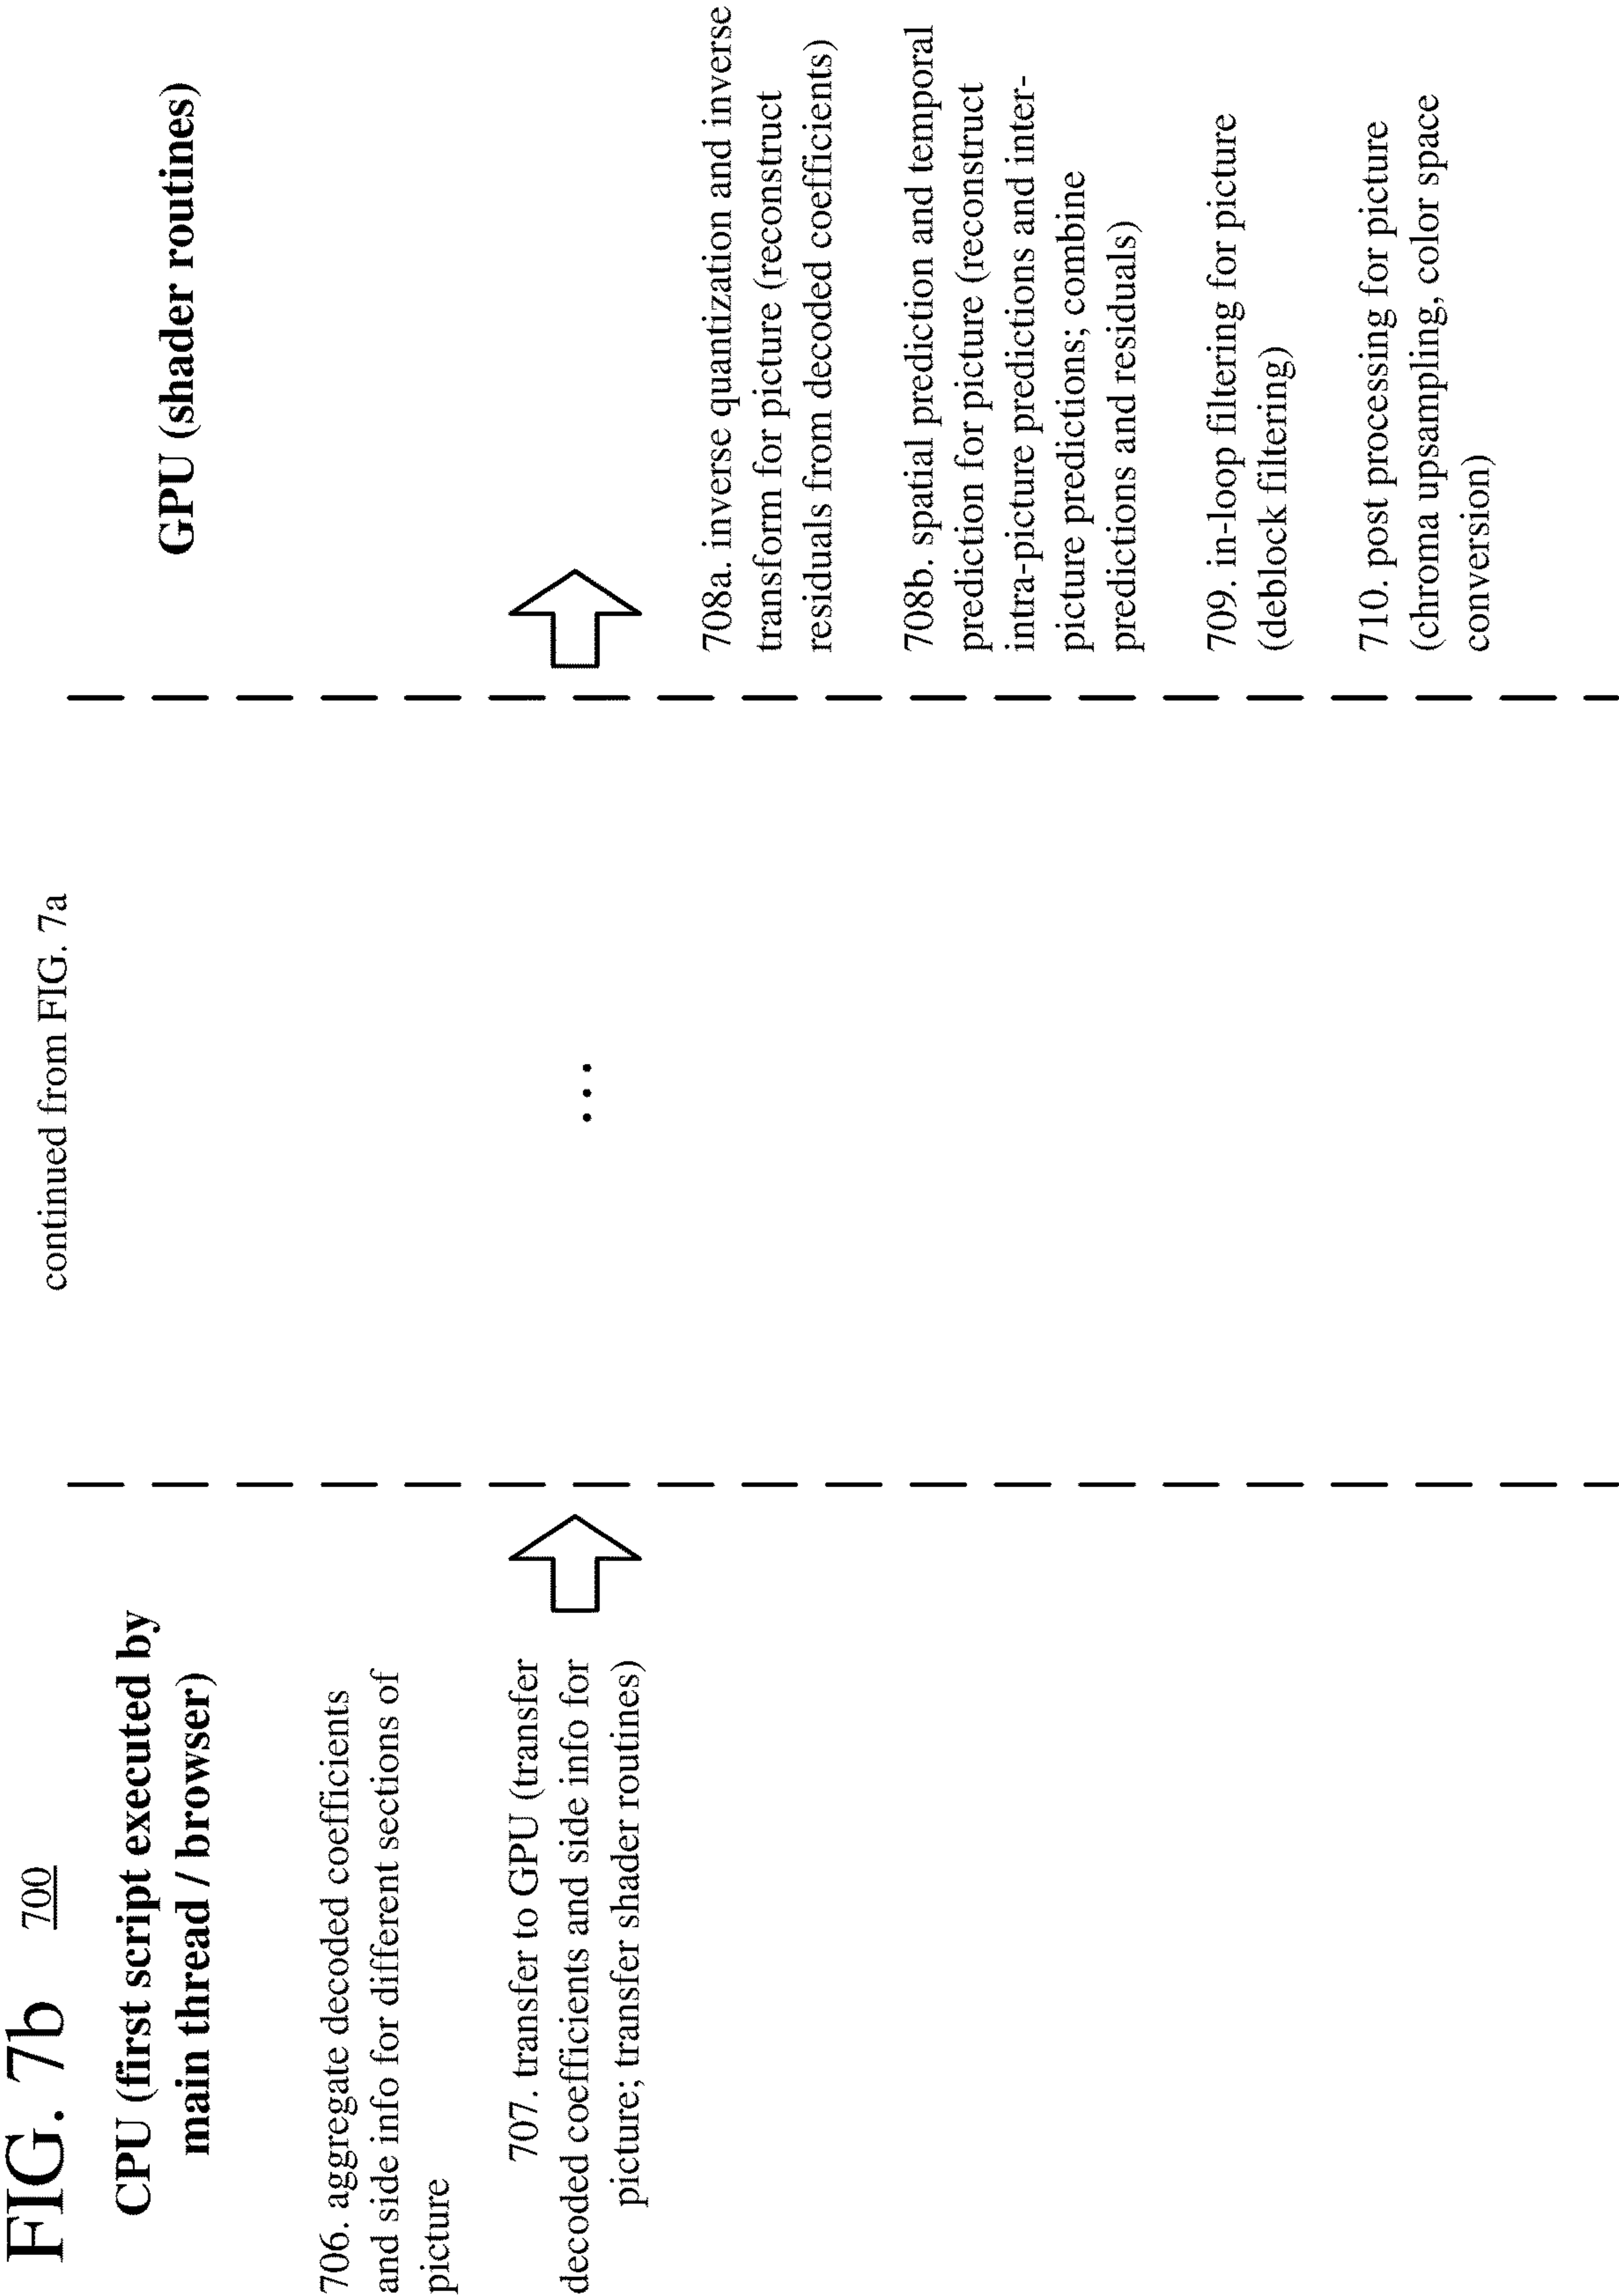 FIG. 7b 700
continued from FIG. 7a
CPU (first script executed by
main thread / browser)
706. aggregate decoded coefficients
and side info for different sections of
picture
707. transfer to GPU (transfer
decoded coefficients and side info for
picture; transfer shader routines)
...
GPU (shader routines)
708a. inverse quantization and inverse
transform for picture (reconstruct
residuals from decoded coefficients)
708b. spatial prediction and temporal
prediction for picture (reconstruct
intra-picture predictions and inter-
picture predictions; combine
predictions and residuals)
709. in-loop filtering for picture
(deblock filtering)
710. post processing for picture
(chroma upsampling, color space
conversion)